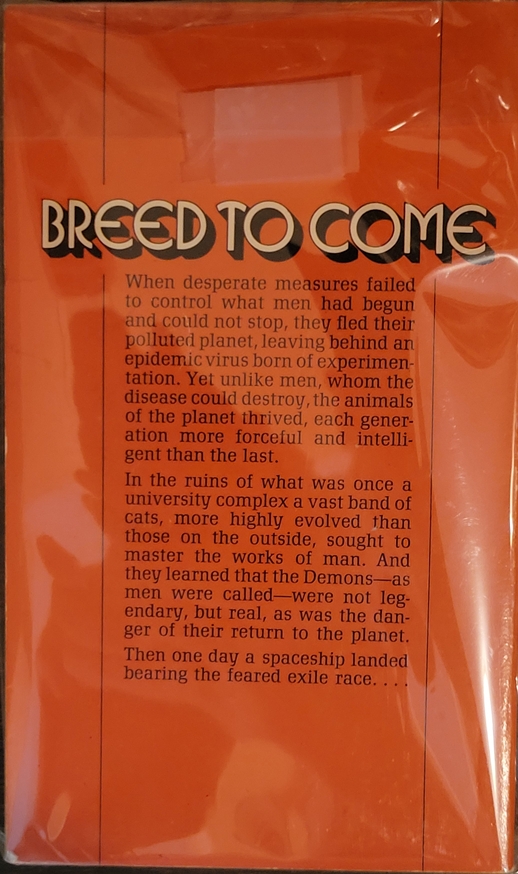 BREED TO COME
When desperate measures failed
to control what men had begun
and could not stop, they fled their
polluted planet, leaving behind an
epidemic virus born of experimen-
tation. Yet unlike men, whom the
disease could destroy, the animals
of the planet thrived, each gener-
ation more forceful and intelli-
gent than the last.
In the ruins of what was once a
university complex a vast band of
cats, more highly evolved than
those on the outside, sought to
master the works of man. And
they learned that the Demons—as
men were called—were not leg-
endary, but real, as was the dan-
ger of their return to the planet.
Then one day a spaceship landed
bearing the feared exile race. . . .